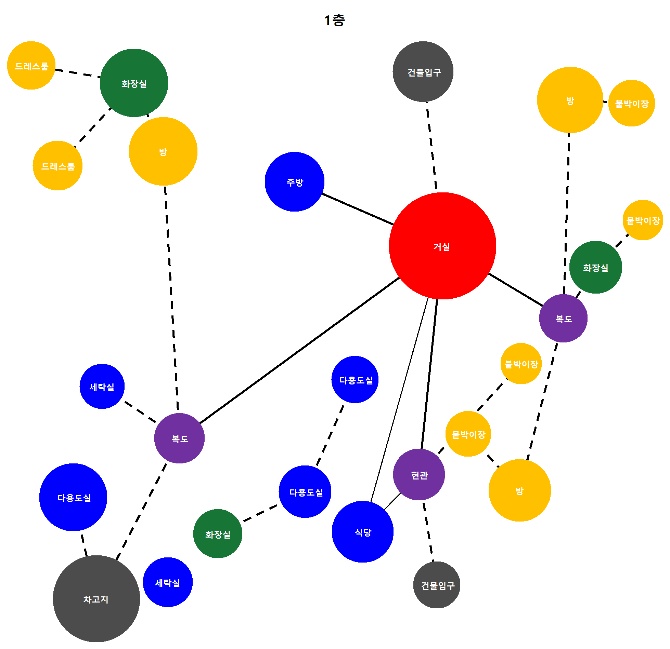 1층
드레스룸
화장실
건물입구
방
붙박이장
드레스룸
방
주방
거실
붙박이장
화장실
복도
붙박이장
세탁실
다용도실
복도
붙박이장
현관
방
다용도실
다용도실
화장실
식당
차고지
세탁실
건물입구